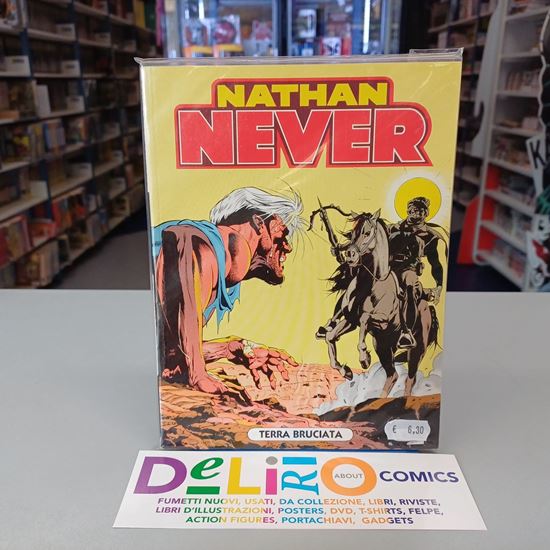 NATHAN
NEVER
TERRA BRUCIATA
€ 6,30
DeLiRiO ABOUT COMICS
FUMETTI NUOVI, USATI, DA COLLEZIONE, LIBRI, RIVISTE,
LIBRI D'ILLUSTRAZIONI, POSTERS, DVD, T-SHIRTS, FELPE,
ACTION FIGURES, PORTACHIAVI, GADGETS